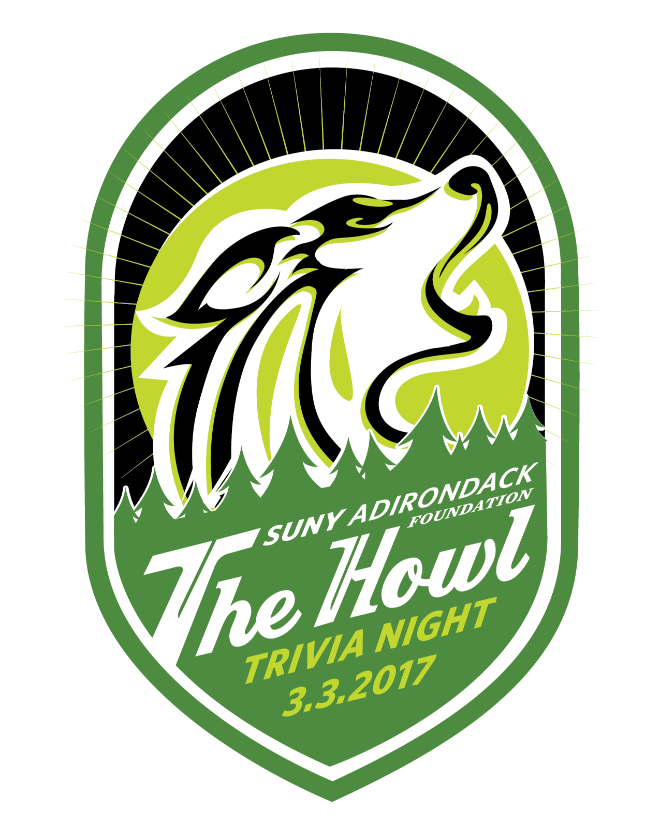 SUNY ADIRONDACK
FOUNDATION
The Howl
TRIVIA NIGHT
3.3.2017